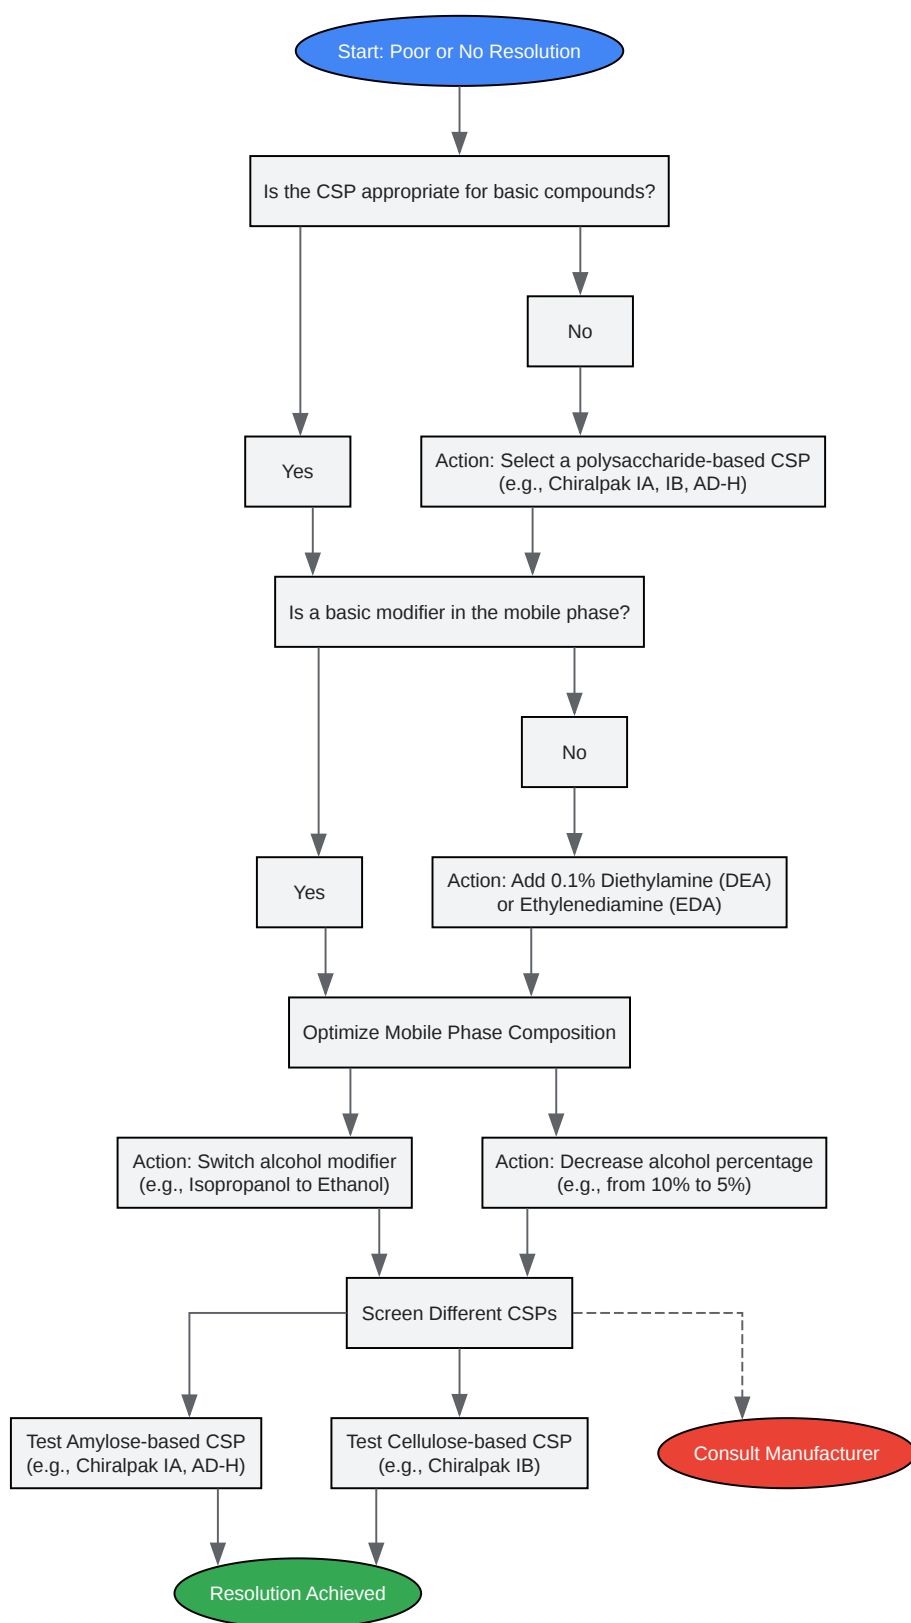 Start: Poor or No Resolution
Is the CSP appropriate for basic compounds?
No
Yes
Action: Select a polysaccharide-based CSP
(e.g., Chiralpak IA, IB, AD-H)
Is a basic modifier in the mobile phase?
No
Yes
Action: Add 0.1% Diethylamine (DEA)
or Ethylenediamine (EDA)
Optimize Mobile Phase Composition
Action: Switch alcohol modifier
(e.g., Isopropanol to Ethanol)
Action: Decrease alcohol percentage
(e.g., from 10% to 5%)
Screen Different CSPs
Test Amylose-based CSP
(e.g., Chiralpak IA, AD-H)
Test Cellulose-based CSP
(e.g., Chiralpak IB)
Consult Manufacturer
Resolution Achieved